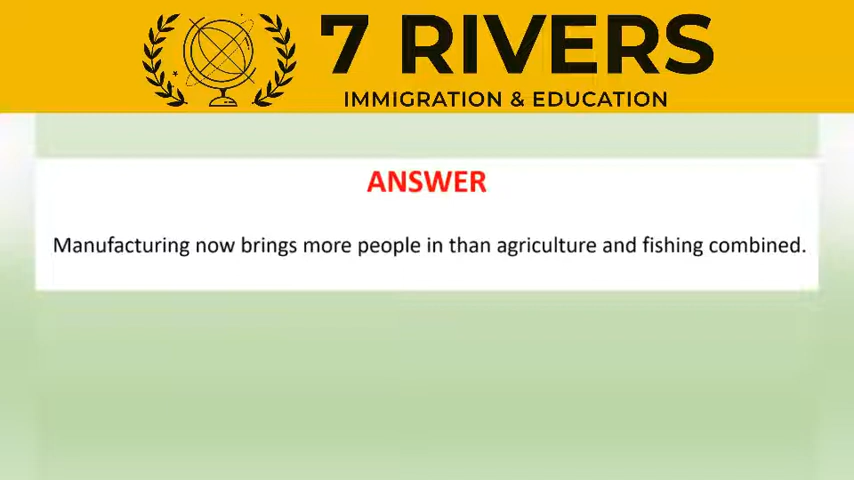 7 RIVERS
IMMIGRATION & EDUCATION
ANSWER
Manufacturing now brings more people in than agriculture and fishing combined.